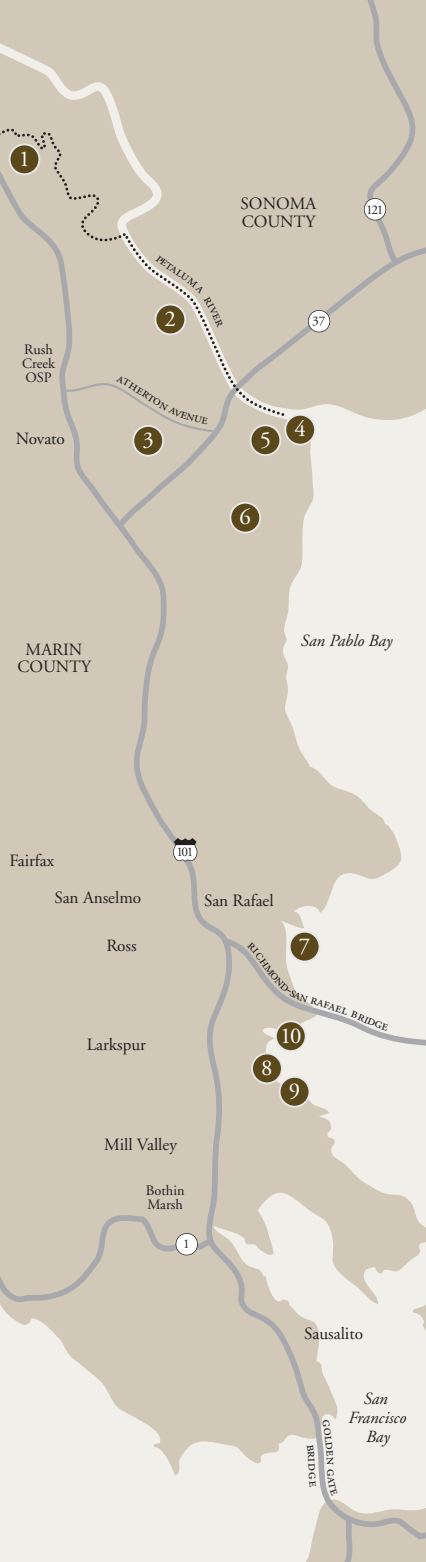 1
SONOMA
COUNTY
121
PETALUMA RIVER
2
37
Rush
Creek
OSP
ATHERTON AVENUE
4
Novato
3
5
6
San Pablo Bay
MARIN
COUNTY
101
Fairfax
San Anselmo
San Rafael
Ross
7
RICHMOND-SAN RAFAEL BRIDGE
10
Larkspur
8
9
Mill Valley
Bothin
Marsh
1
Sausalito
San
Francisco
Bay
GOLDEN GATE
BRIDGE